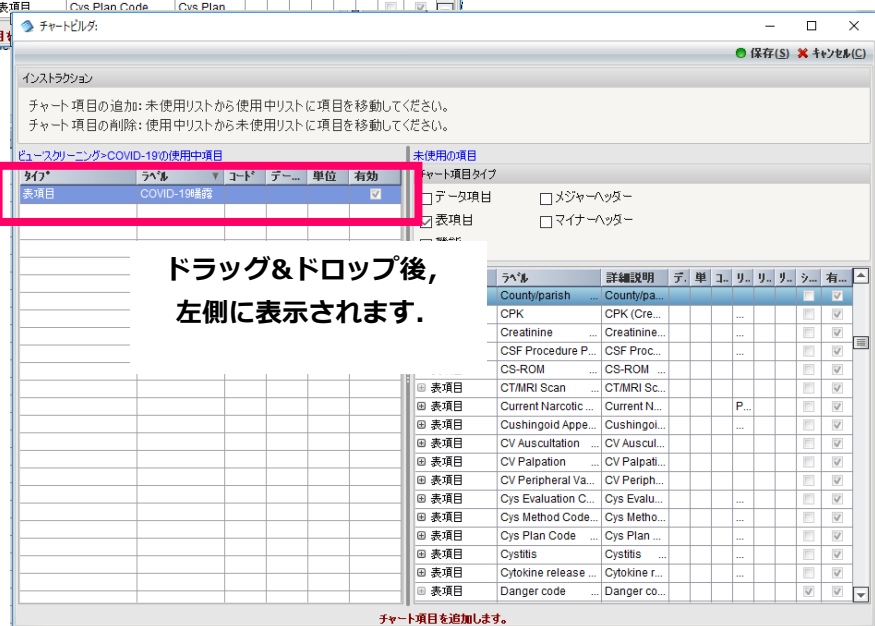 表項目 Cys Plan Code Cys Plan
チャートビルダ:
保存(S) キャンセル(C)
インストラクション
チャート項目の追加: 未使用リストから使用中リストに項目を移動してください。
チャート項目の削除: 使用中リストから未使用リストに項目を移動してください。
ビュースクリーニング>COVID-19の使用中項目
タイプ ラベル コード デー... 単位 有効
表項目 COVID-19曝露
ドラッグ&ドロップ後,
左側に表示されます.
未使用の項目
チャート項目タイプ
データ項目 メジャーヘッダー
表項目 マイナーヘッダー
ラベル 詳細説明 デ. 単 コ.. リ.. リ.. リ.. シ... 有...
County/parish ... County/pa...
CPK CPK (Cre... ...
Creatinine ... Creatinine... ...
CSF Procedure P... CSF Proc... ...
CS-ROM ... CS-ROM ...
表項目 CT/MRI Scan ... CT/MRI Sc...
表項目 Current Narcotic ... Current N... P...
表項目 Cushingoid Appe... Cushingoi... ...
表項目 CV Auscultation ... CV Auscul...
表項目 CV Palpation ... CV Palpati...
表項目 CV Peripheral Va... CV Periph...
表項目 Cys Evaluation C... Cys Evalu... ...
表項目 Cys Method Code... Cys Metho... ...
表項目 Cys Plan Code ... Cys Plan ... ...
表項目 Cystitis Cystitis ... ...
表項目 Cytokine release ... Cytokine r... ...
表項目 Danger code ... Danger co...
チャート項目を追加します。